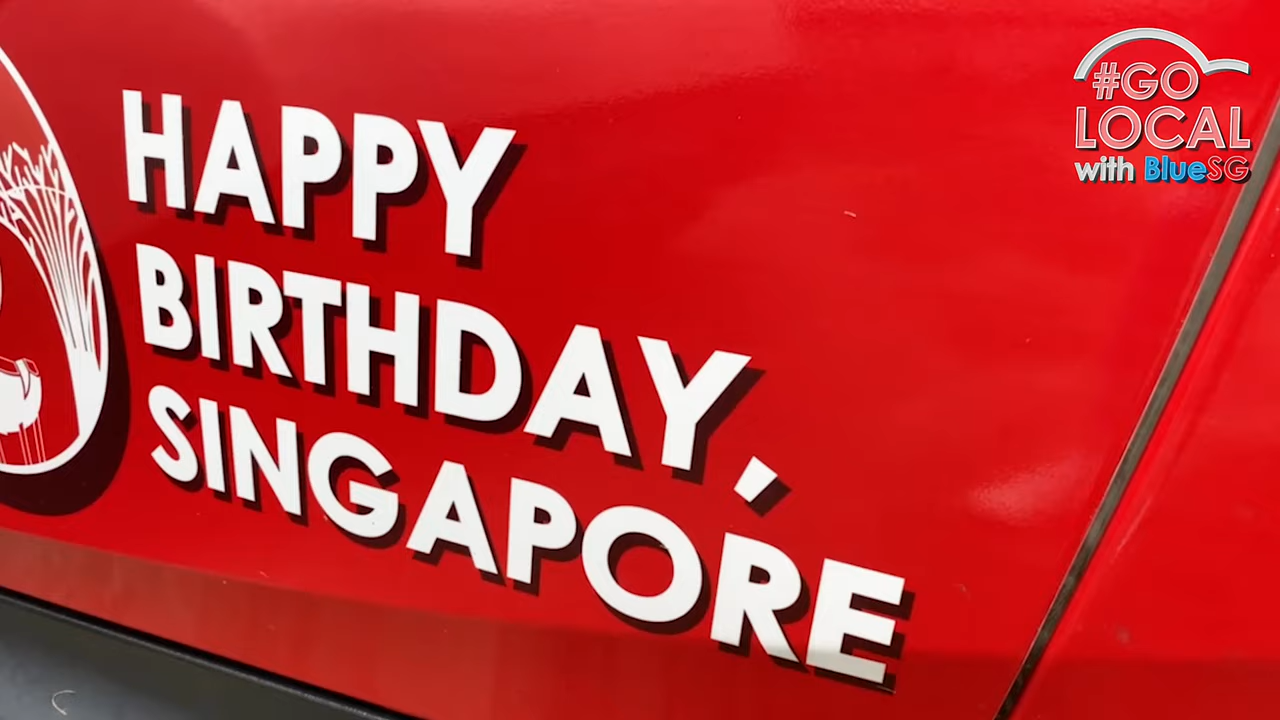 HAPPY
BIRTHDAY,
SINGAPORE
#GO
LOCAL
with BlueSG